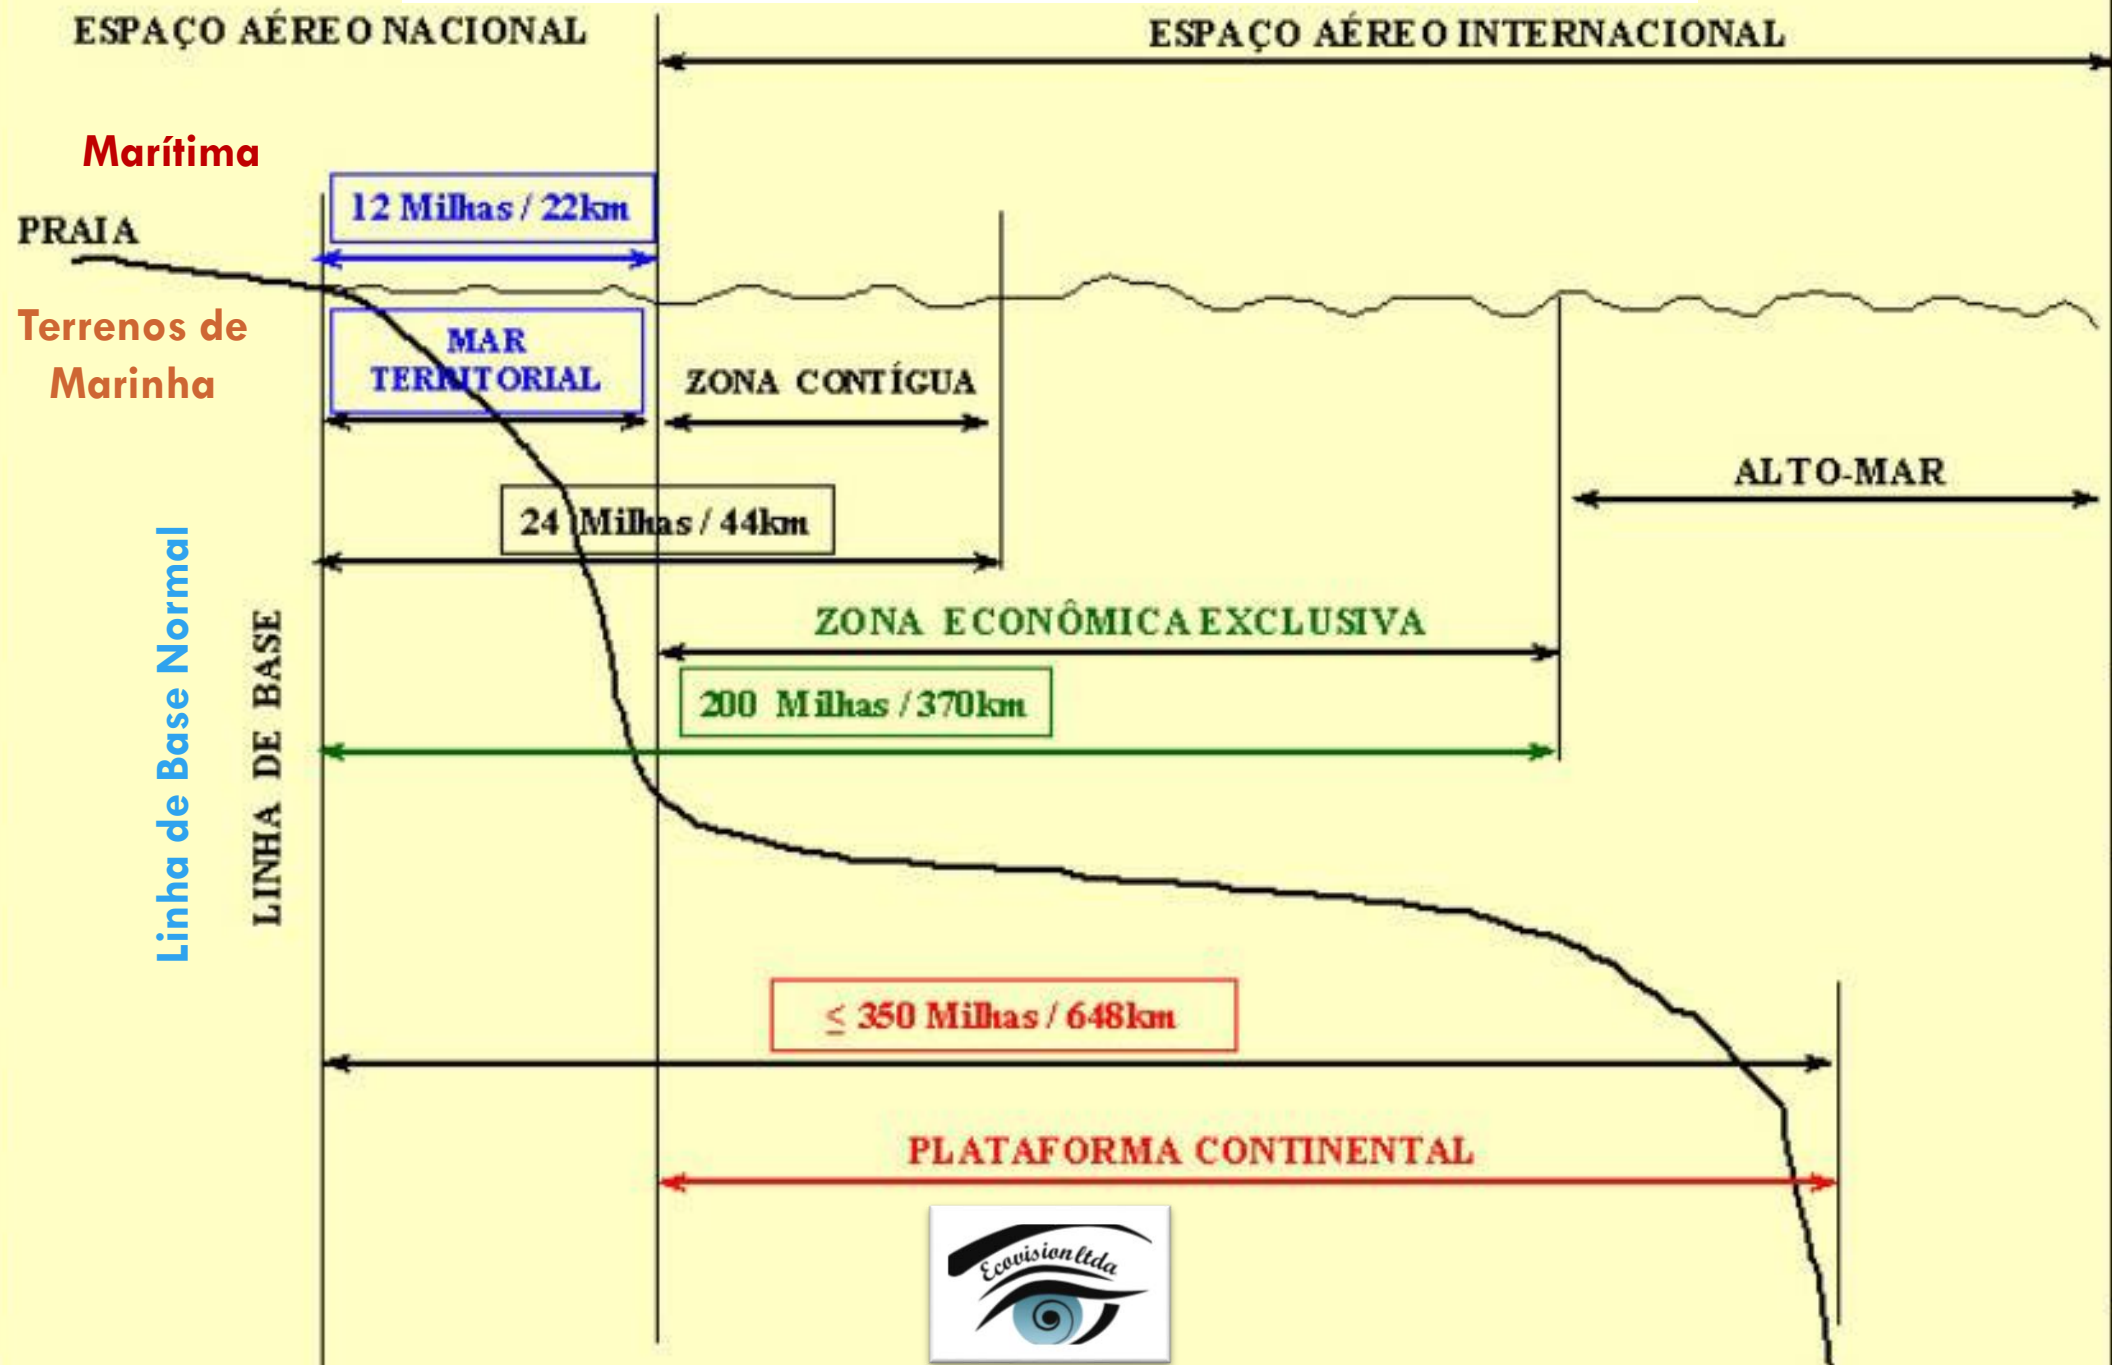 ESPAÇO AÉREO NACIONAL
ESPAÇO AÉREO INTERNACIONAL
Marítima
12 Milhas / 22km
PRAIA
Terrenos de
Marinha
MAR
TERRITORIAL
ZONA CONTÍGUA
ALTO-MAR
24 Milhas / 44km
Linha de Base Normal
LINHA DE BASE
ZONA ECONÔMICA EXCLUSIVA
200 Milhas / 370km
≤ 350 Milhas / 648km
PLATAFORMA CONTINENTAL
Ecovisionltda